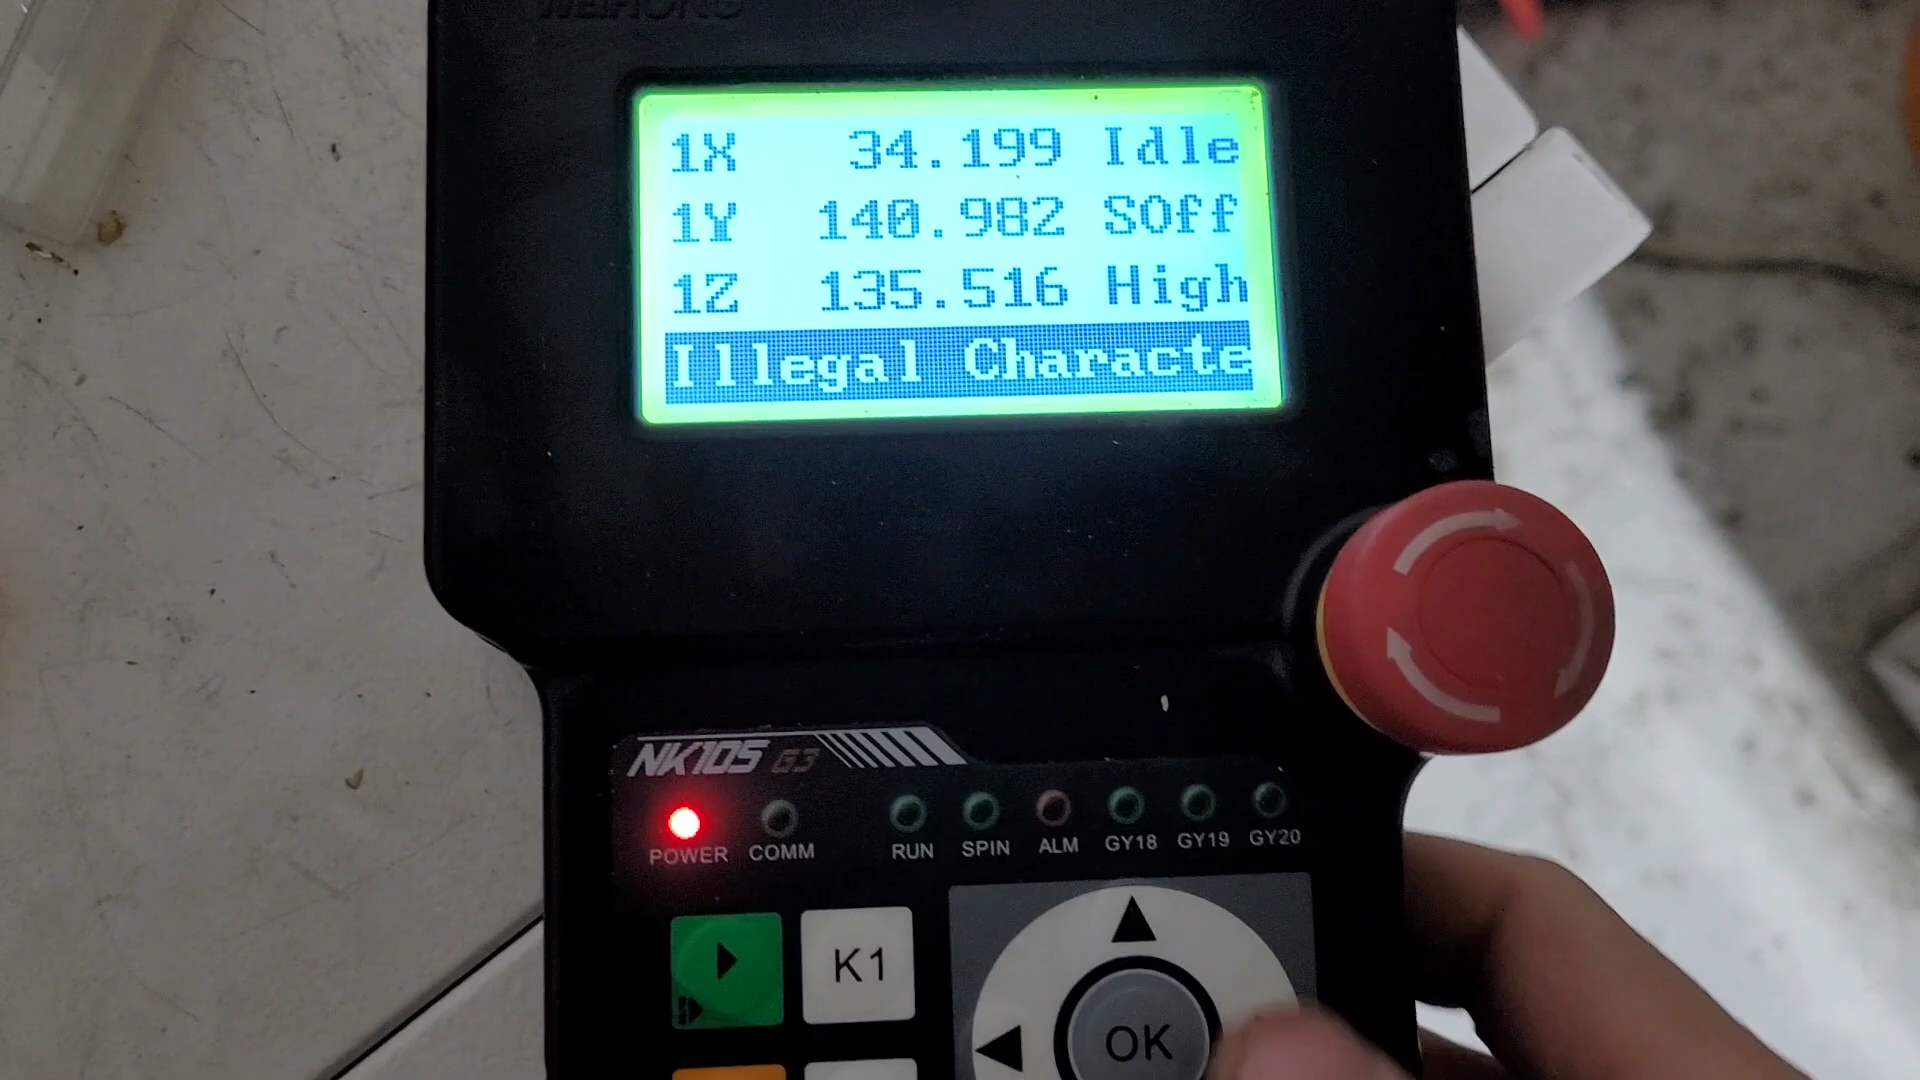 WEIHONG
1X 34.199 Idle
1Y 140.982 SOff
1Z 135.516 High
Illegal Characte
NK105 G3
POWER COMM RUN SPIN ALM GY18 GY19 GY20
K1
OK